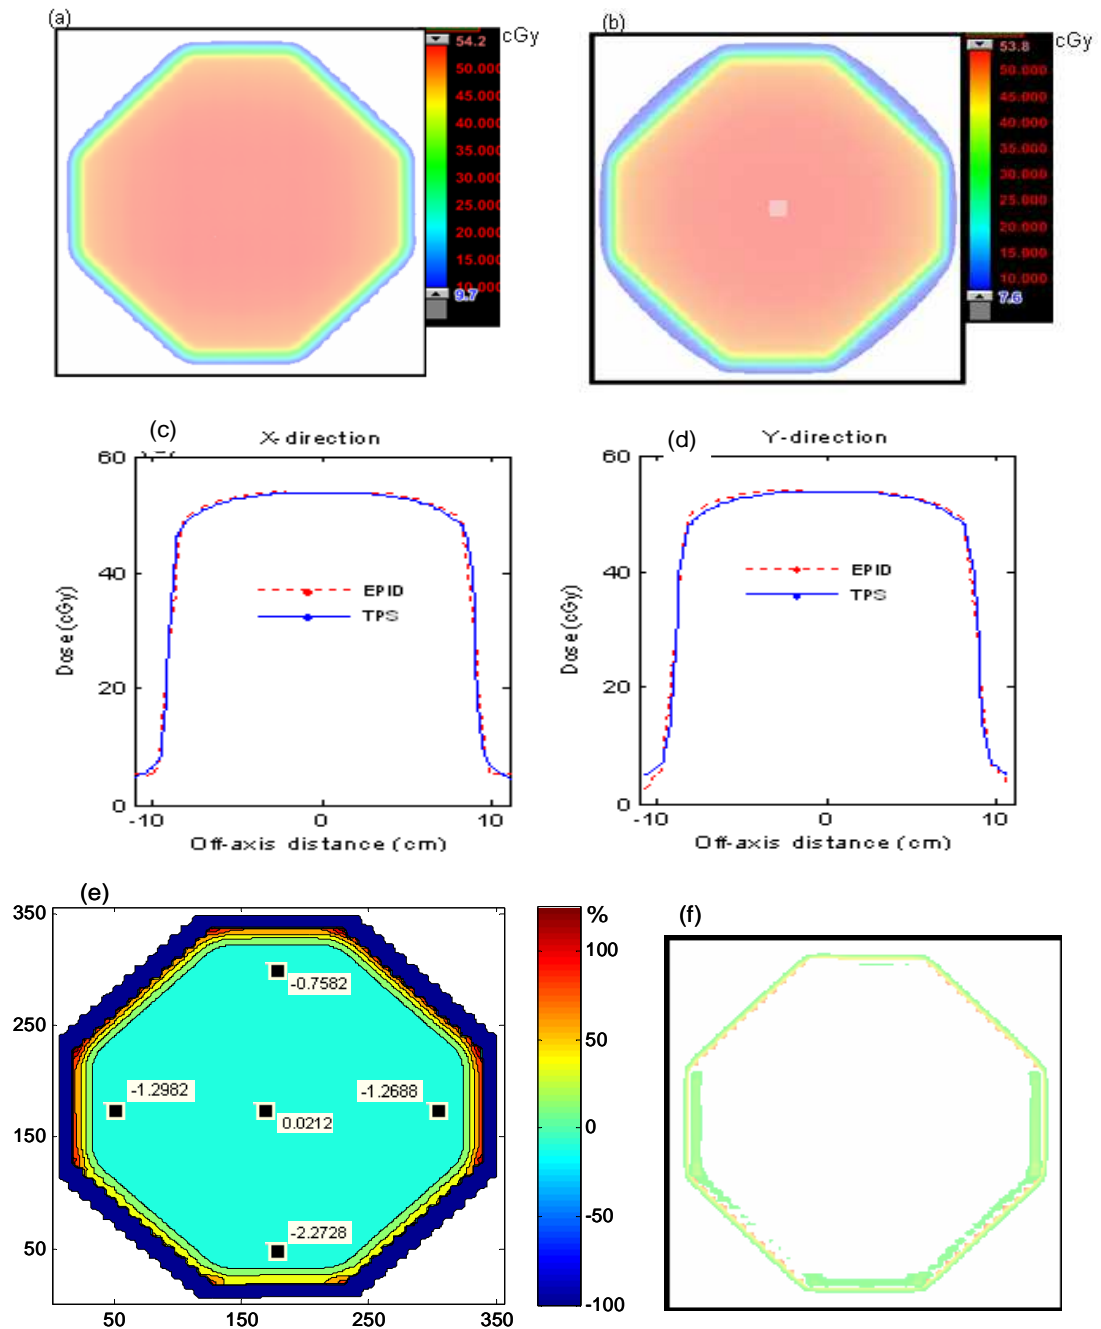 (a)
cGy
54.2
50.000
45.000
40.000
35.000
30.000
25.000
20.000
15.000
10.000
9.7
(b)
cGy
53.8
50.000
45.000
40.000
35.000
30.000
25.000
20.000
15.000
10.000
7.6
(c)
X-direction
60
40
20
0
Dose(cGy)
EPID
TPS
-10 0 10
Off-axis distance (cm)
(d)
Y-direction
60
40
20
0
Dose(cGy)
EPID
TPS
-10 0 10
Off-axis distance (cm)
(e)
350
250
150
50
-0.7582
-1.2982
-1.2688
0.0212
-2.2728
50 150 250 350
%
100
50
0
-50
-100
(f)